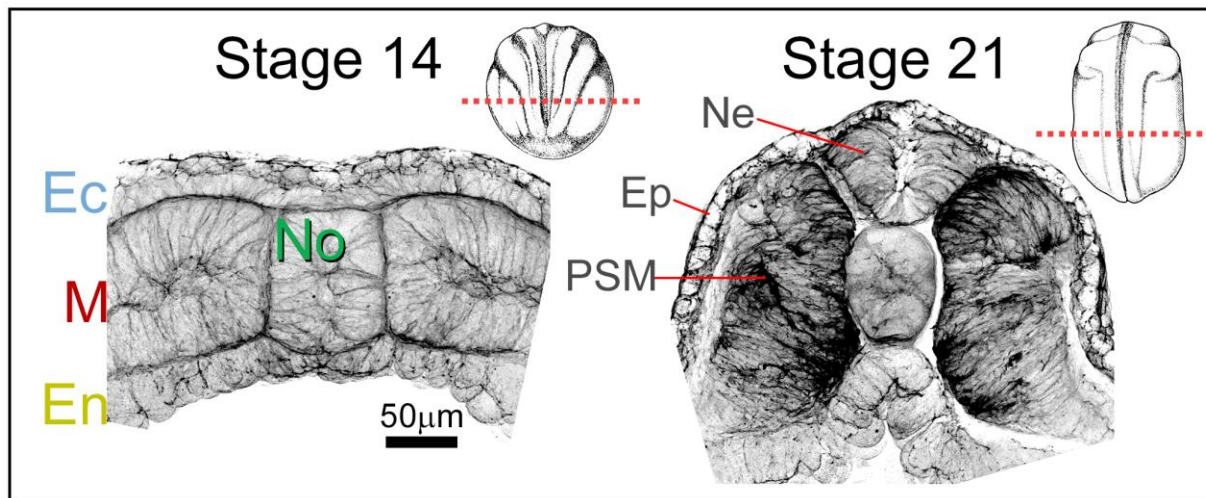 Stage 14
Stage 21
Ec
No
M
En
50μm
Ne
Ep
PSM